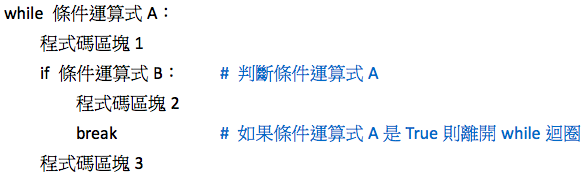 while 條件運算式 A：
程式碼區塊 1
if 條件運算式 B： # 判斷條件運算式 A
程式碼區塊 2
break # 如果條件運算式 A 是 True 則離開 while 迴圈
程式碼區塊 3